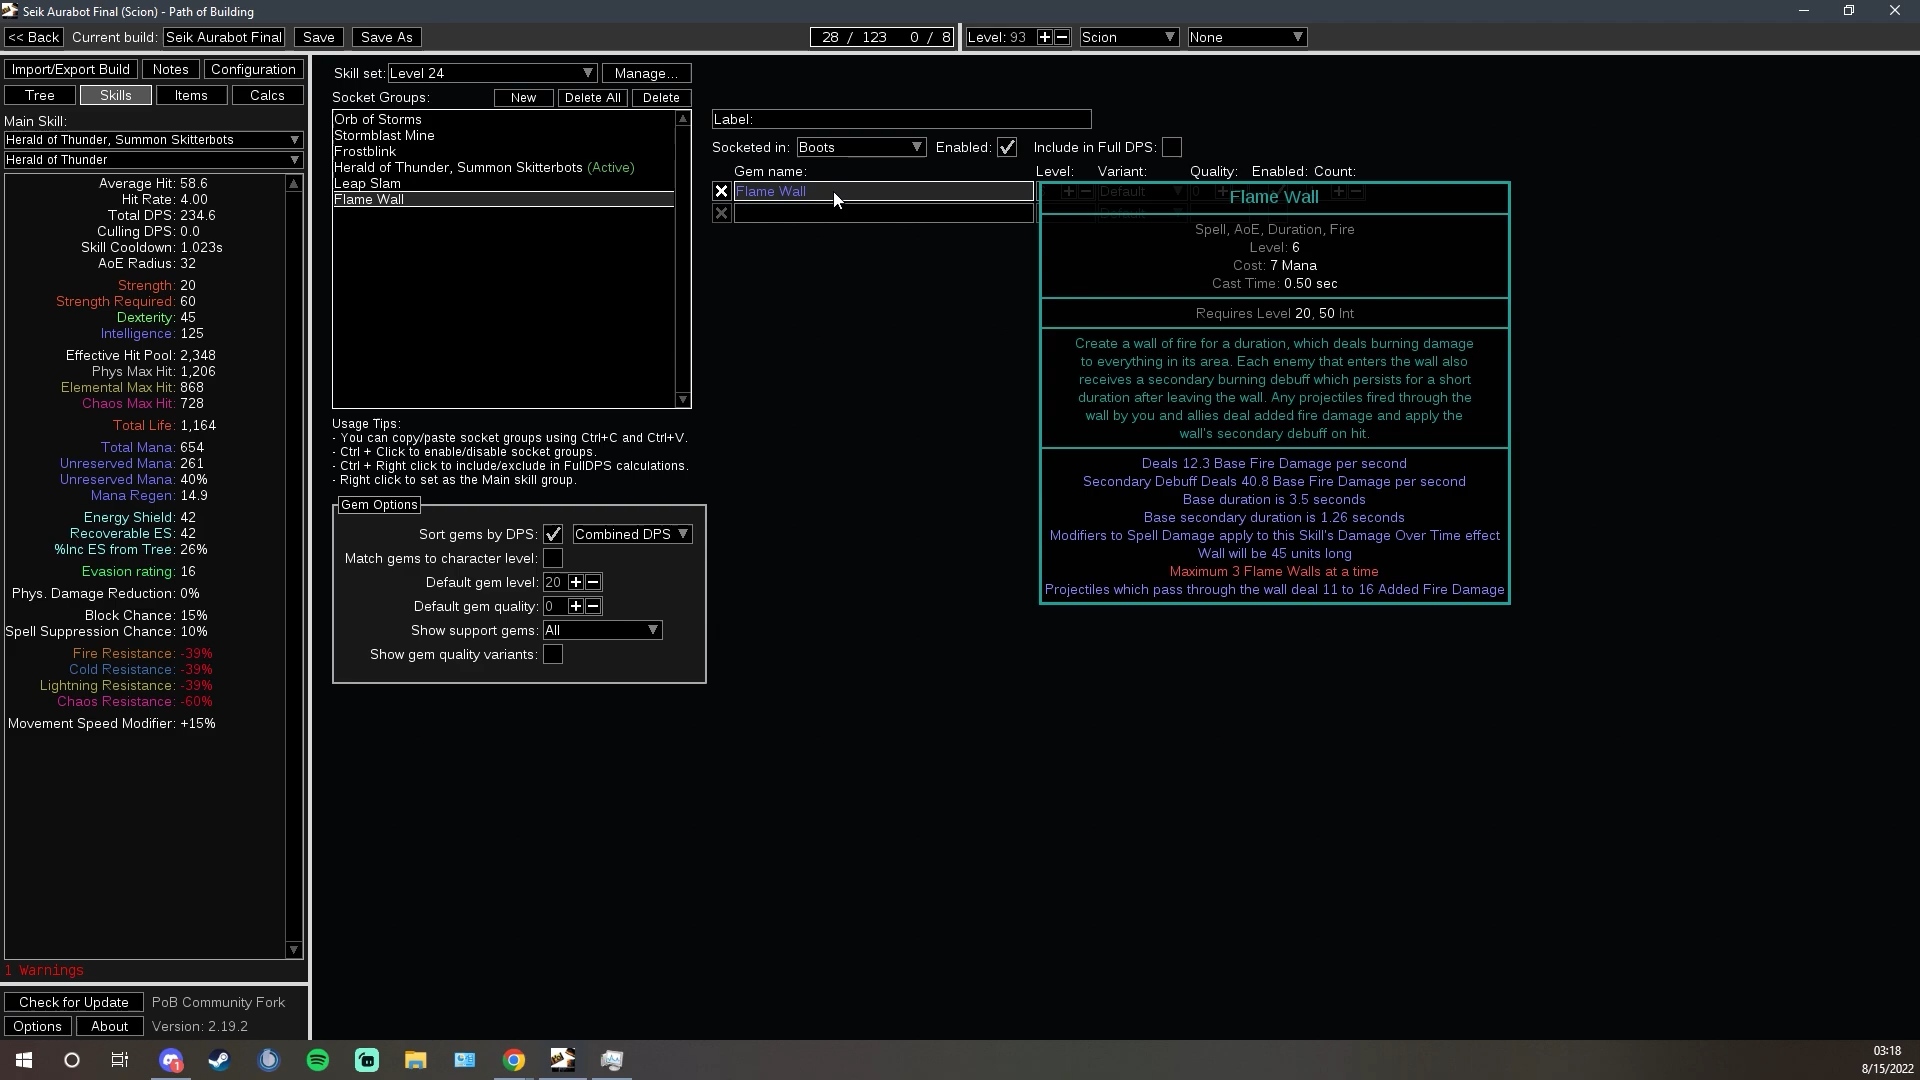 Seik Aurabot Final (Scion) - Path of Building
<< Back Current build: Seik Aurabot Final Save Save As 28 / 123 0 / 8 Level: 93 Scion None
Import/Export Build Notes Configuration
Tree Skills Items Calcs
Main Skill:
Herald of Thunder, Summon Skitterbots
Herald of Thunder
Average Hit: 58.6
Hit Rate: 4.00
Total DPS: 234.6
Culling DPS: 0.0
Skill Cooldown: 1.023s
AoE Radius: 32
Strength: 20
Strength Required: 60
Dexterity: 45
Intelligence: 125
Effective Hit Pool: 2,348
Phys Max Hit: 1,206
Elemental Max Hit: 868
Chaos Max Hit: 728
Total Life: 1,164
Total Mana: 654
Unreserved Mana: 261
Unreserved Mana: 40%
Mana Regen: 14.9
Energy Shield: 42
Recoverable ES: 42
%Inc ES from Tree: 26%
Evasion rating: 16
Phys. Damage Reduction: 0%
Block Chance: 15%
Spell Suppression Chance: 10%
Fire Resistance: -39%
Cold Resistance: -39%
Lightning Resistance: -39%
Chaos Resistance: -60%
Movement Speed Modifier: +15%
1 Warnings
Check for Update PoB Community Fork
Options About Version: 2.19.2
Skill set: Level 24 Manage...
Socket Groups: New Delete All Delete
Orb of Storms
Stormblast Mine
Frostblink
Herald of Thunder, Summon Skitterbots (Active)
Leap Slam
Flame Wall
Usage Tips:
- You can copy/paste socket groups using Ctrl+C and Ctrl+V.
- Ctrl + Click to enable/disable socket groups.
- Ctrl + Right click to include/exclude in FullDPS calculations.
- Right click to set as the Main skill group.
Gem Options
Sort gems by DPS: Combined DPS
Match gems to character level:
Default gem level: 20
Default gem quality: 0
Show support gems: All
Show gem quality variants:
Label:
Socketed in: Boots Enabled: Include in Full DPS:
Gem name: Level: Variant: Quality: Enabled: Count:
Flame Wall Default 0
Default
Flame Wall
Spell, AoE, Duration, Fire
Level: 6
Cost: 7 Mana
Cast Time: 0.50 sec
Requires Level 20, 50 Int
Create a wall of fire for a duration, which deals burning damage
to everything in its area. Each enemy that enters the wall also
receives a secondary burning debuff which persists for a short
duration after leaving the wall. Any projectiles fired through the
wall by you and allies deal added fire damage and apply the
wall's secondary debuff on hit.
Deals 12.3 Base Fire Damage per second
Secondary Debuff Deals 40.8 Base Fire Damage per second
Base duration is 3.5 seconds
Base secondary duration is 1.26 seconds
Modifiers to Spell Damage apply to this Skill's Damage Over Time effect
Wall will be 45 units long
Maximum 3 Flame Walls at a time
Projectiles which pass through the wall deal 11 to 16 Added Fire Damage
03:18
8/15/2022